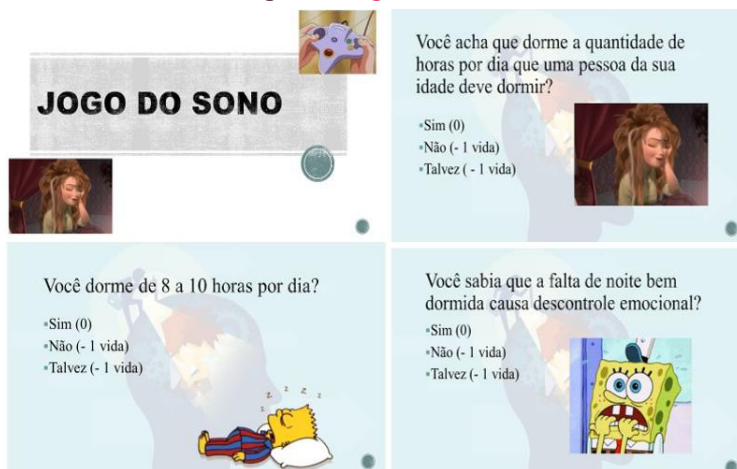 JOGO DO SONO
Você acha que dorme a quantidade de
horas por dia que uma pessoa da sua
idade deve dormir?
▪Sim (0)
▪Não (- 1 vida)
▪Talvez ( - 1 vida)
Você dorme de 8 a 10 horas por dia?
▪Sim (0)
▪Não (- 1 vida)
▪Talvez (- 1 vida)
z z z z
Você sabia que a falta de noite bem
dormida causa descontrole emocional?
▪Sim (0)
▪Não (- 1 vida)
▪Talvez (- 1 vida)